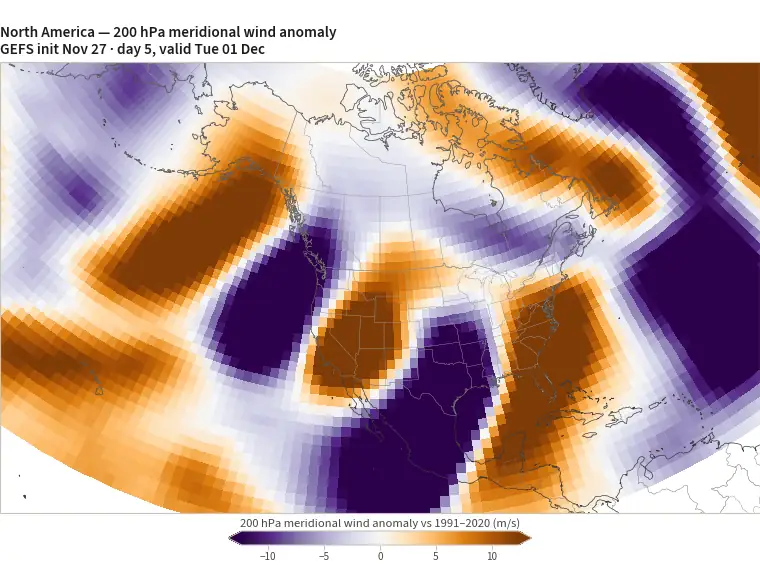 North America — 200 hPa meridional wind anomaly
GEFS init Nov 27 · day 5, valid Tue 01 Dec
200 hPa meridional wind anomaly vs 1991–2020 (m/s)
−10 −5 0 5 10